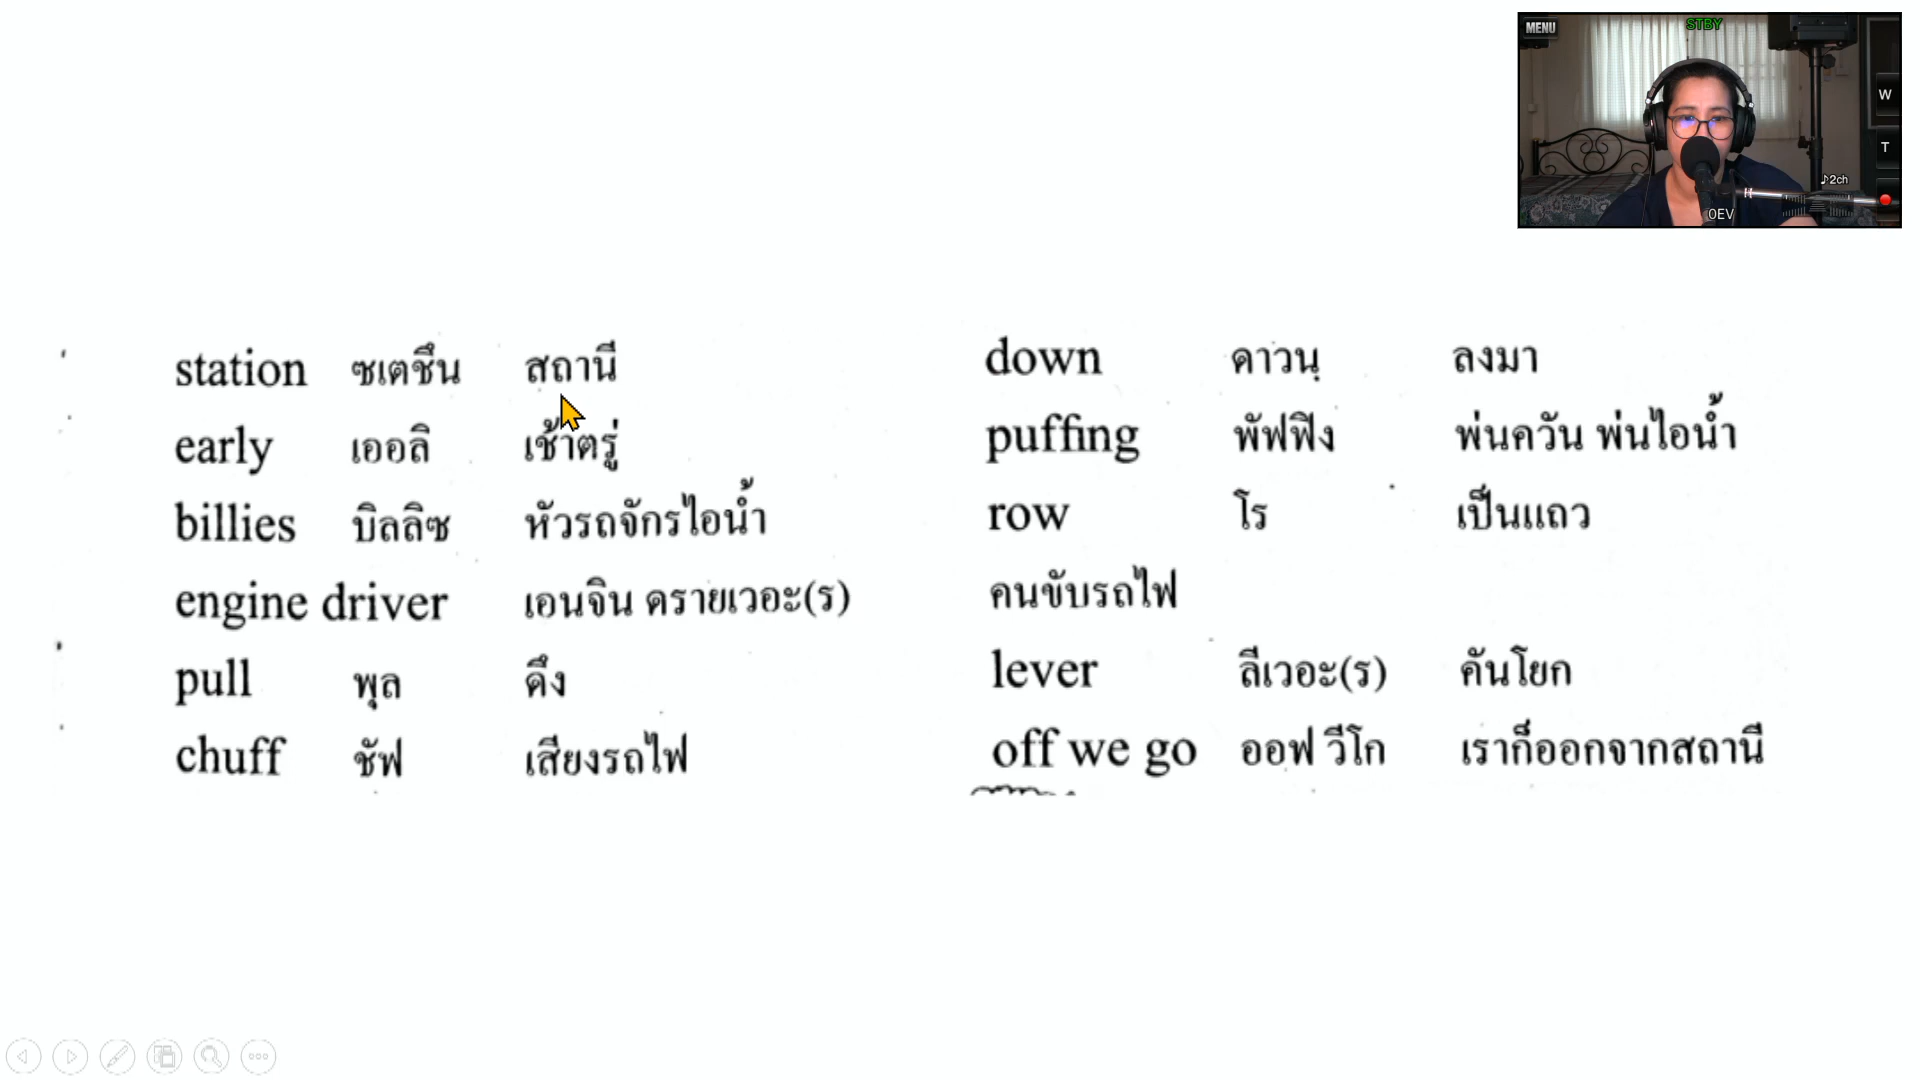 MENU
STBY
W
T
♪2ch
0EV
station ซเตชึน สถานี down ดาวนฺ ลงมา
early เออลิ เช้าตรู่ puffing พัฟฟิง พ่นควัน พ่นไอน้ำ
billies บิลลิซ หัวรถจักรไอน้ำ row โร เป็นแถว
engine driver เอนจิน ดรายเวอะ(ร) คนขับรถไฟ
pull พุล ดึง lever ลีเวอะ(ร) คันโยก
chuff ชัฟ เสียงรถไฟ off we go ออฟ วีโก เราก็ออกจากสถานี